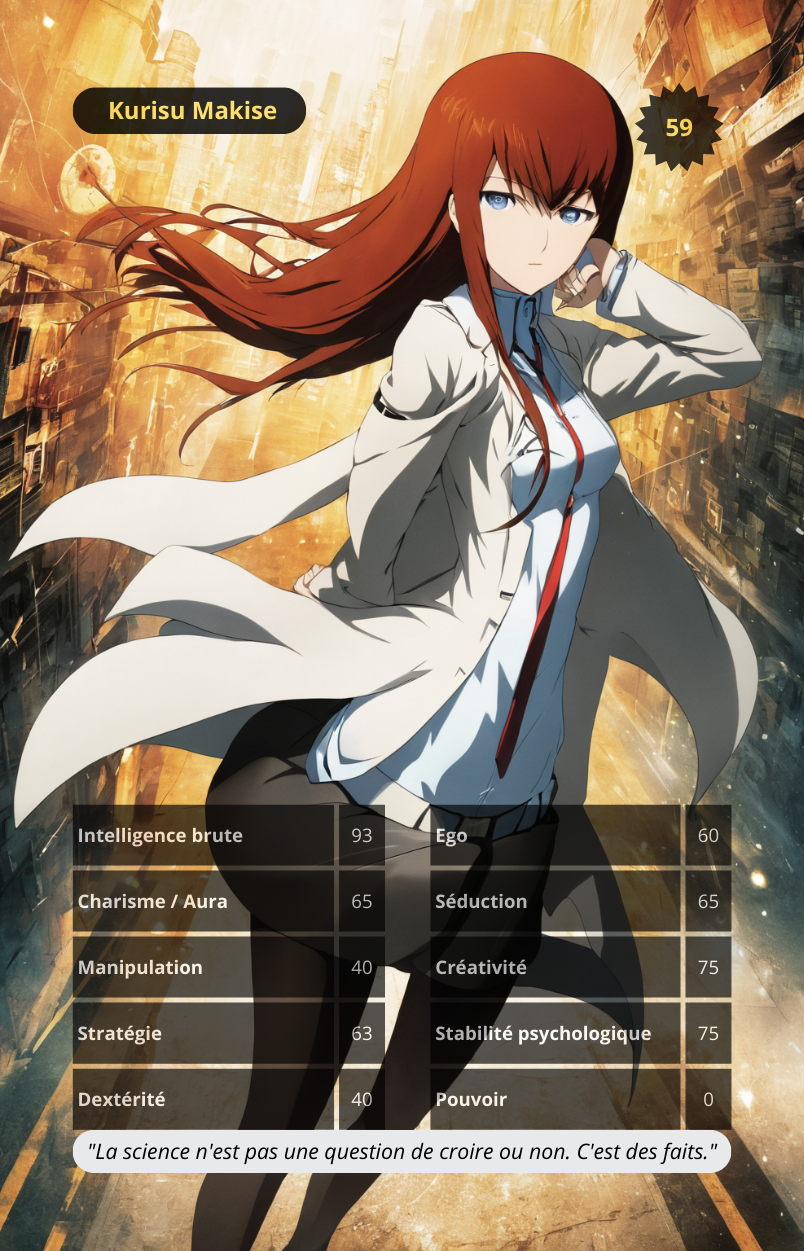 Kurisu Makise
59
Intelligence brute 93
Ego 60
Charisme / Aura 65
Séduction 65
Manipulation 40
Créativité 75
Stratégie 63
Stabilité psychologique 75
Dextérité 40
Pouvoir 0
"La science n'est pas une question de croire ou non. C'est des faits."